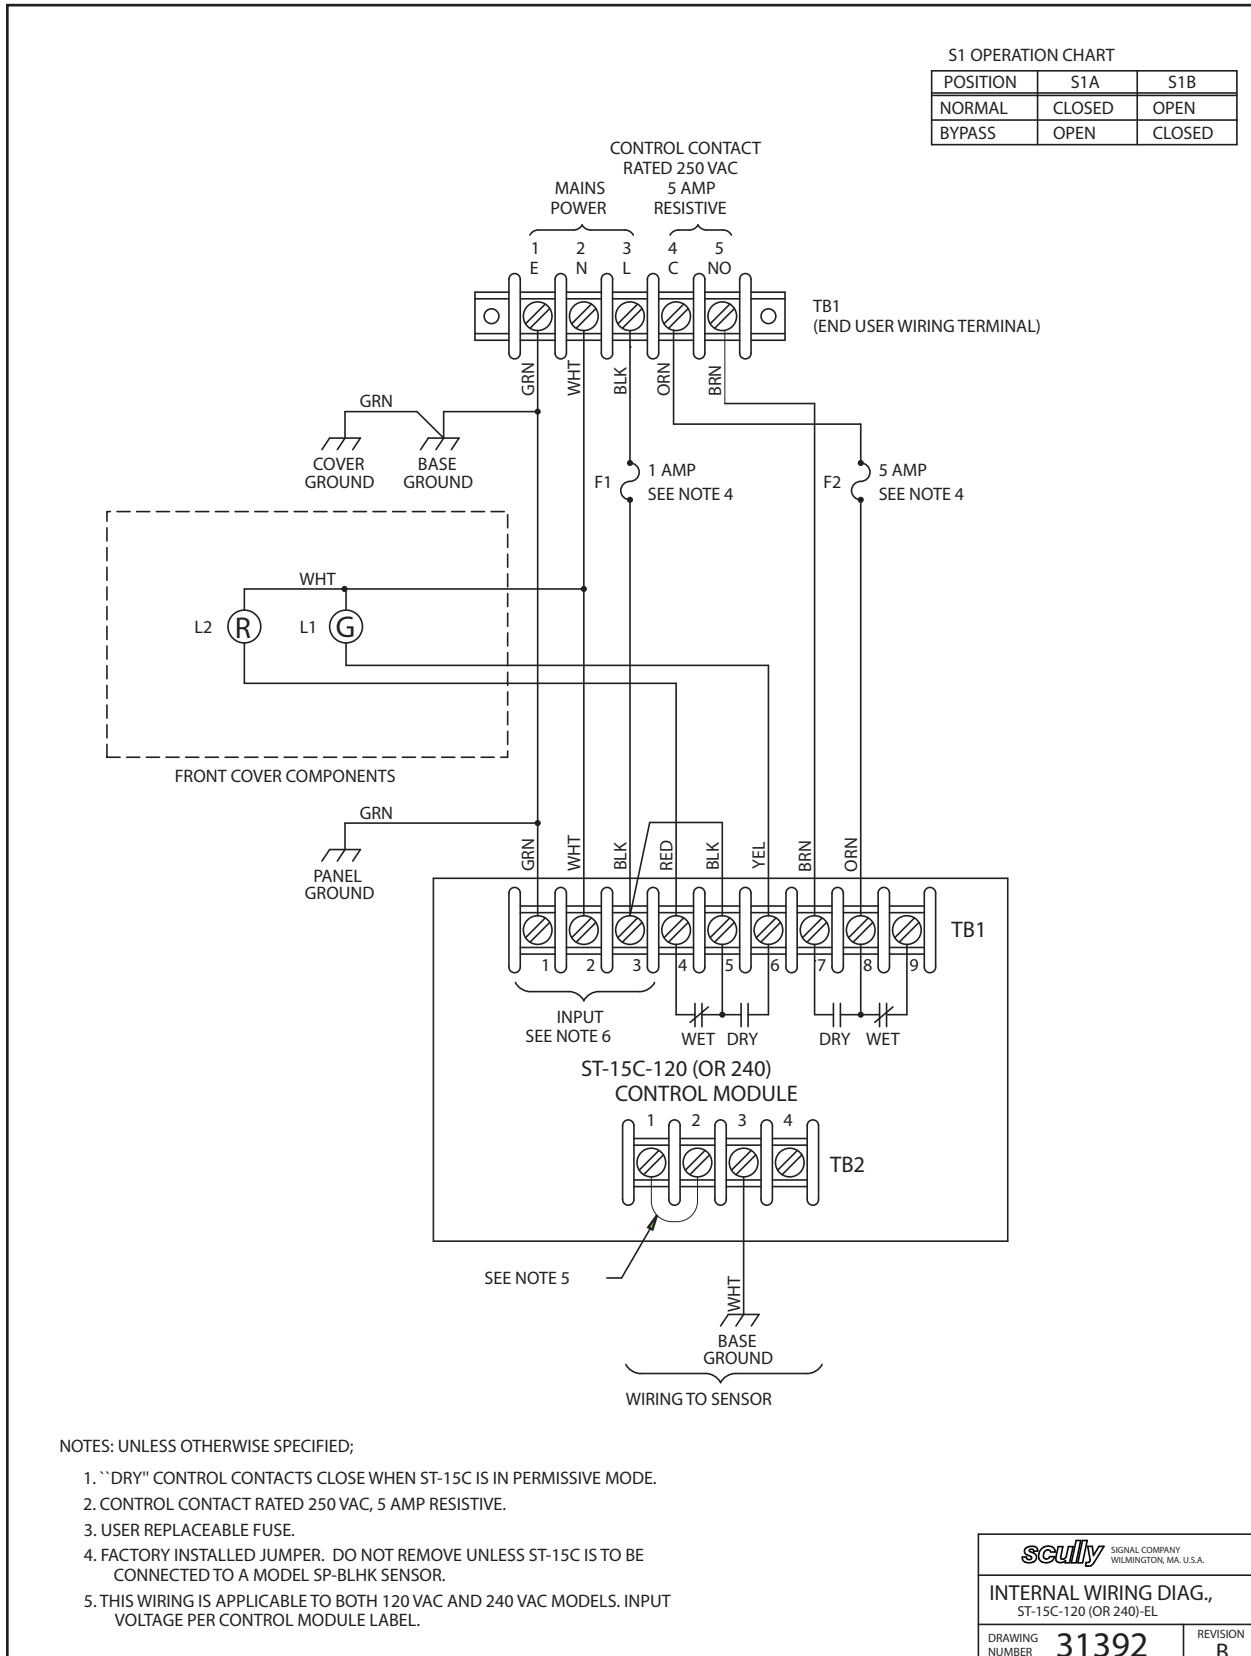 S1 OPERATION CHART
POSITION S1A S1B
NORMAL CLOSED OPEN
BYPASS OPEN CLOSED
CONTROL CONTACT
RATED 250 VAC
5 AMP
RESISTIVE
MAINS
POWER
1 2 3 4 5
E N L C NO
TB1
(END USER WIRING TERMINAL)
GRN WHT BLK ORN BRN
GRN
COVER
GROUND
BASE
GROUND
F1
1 AMP
SEE NOTE 4
F2
5 AMP
SEE NOTE 4
WHT
L2 R L1 G
FRONT COVER COMPONENTS
GRN
PANEL
GROUND
GRN WHT BLK RED BLK YEL BRN ORN
TB1
1 2 3 4 5 6 7 8 9
INPUT
SEE NOTE 6
WET DRY DRY WET
ST-15C-120 (OR 240)
CONTROL MODULE
1 2 3 4
TB2
SEE NOTE 5
WHT
BASE
GROUND
WIRING TO SENSOR
NOTES: UNLESS OTHERWISE SPECIFIED;
1. ``DRY" CONTROL CONTACTS CLOSE WHEN ST-15C IS IN PERMISSIVE MODE.
2. CONTROL CONTACT RATED 250 VAC, 5 AMP RESISTIVE.
3. USER REPLACEABLE FUSE.
4. FACTORY INSTALLED JUMPER. DO NOT REMOVE UNLESS ST-15C IS TO BE
CONNECTED TO A MODEL SP-BLHK SENSOR.
5. THIS WIRING IS APPLICABLE TO BOTH 120 VAC AND 240 VAC MODELS. INPUT
VOLTAGE PER CONTROL MODULE LABEL.
scully SIGNAL COMPANY
WILMINGTON, MA. U.S.A.
INTERNAL WIRING DIAG.,
ST-15C-120 (OR 240)-EL
DRAWING
NUMBER 31392
REVISION
B